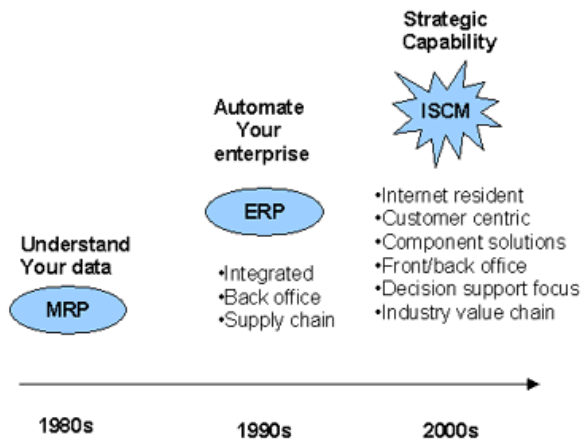 Strategic
Capability
ISCM
Automate
Your
enterprise
ERP
•Internet resident
•Customer centric
•Component solutions
•Front/back office
•Decision support focus
•Industry value chain
Understand
Your data
MRP
•Integrated
•Back office
•Supply chain
1980s
1990s
2000s